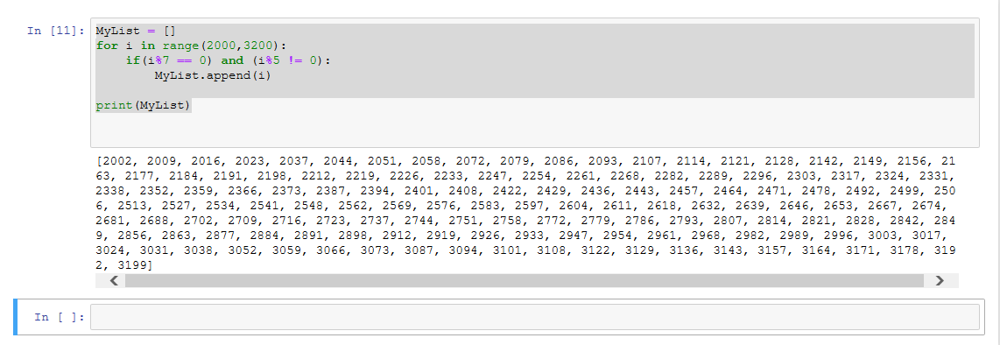 In [11]: MyList = []
for i in range(2000,3200):
    if(i%7 == 0) and (i%5 != 0):
        MyList.append(i)
print(MyList)
[2002, 2009, 2016, 2023, 2037, 2044, 2051, 2058, 2072, 2079, 2086, 2093, 2107, 2114, 2121, 2128, 2142, 2149, 2156, 21
63, 2177, 2184, 2191, 2198, 2212, 2219, 2226, 2233, 2247, 2254, 2261, 2268, 2282, 2289, 2296, 2303, 2317, 2324, 2331,
2338, 2352, 2359, 2366, 2373, 2387, 2394, 2401, 2408, 2422, 2429, 2436, 2443, 2457, 2464, 2471, 2478, 2492, 2499, 250
6, 2513, 2527, 2534, 2541, 2548, 2562, 2569, 2576, 2583, 2597, 2604, 2611, 2618, 2632, 2639, 2646, 2653, 2667, 2674,
2681, 2688, 2702, 2709, 2716, 2723, 2737, 2744, 2751, 2758, 2772, 2779, 2786, 2793, 2807, 2814, 2821, 2828, 2842, 284
9, 2856, 2863, 2877, 2884, 2891, 2898, 2912, 2919, 2926, 2933, 2947, 2954, 2961, 2968, 2982, 2989, 2996, 3003, 3017,
3024, 3031, 3038, 3052, 3059, 3066, 3073, 3087, 3094, 3101, 3108, 3122, 3129, 3136, 3143, 3157, 3164, 3171, 3178, 319
2, 3199]
In [ ]: